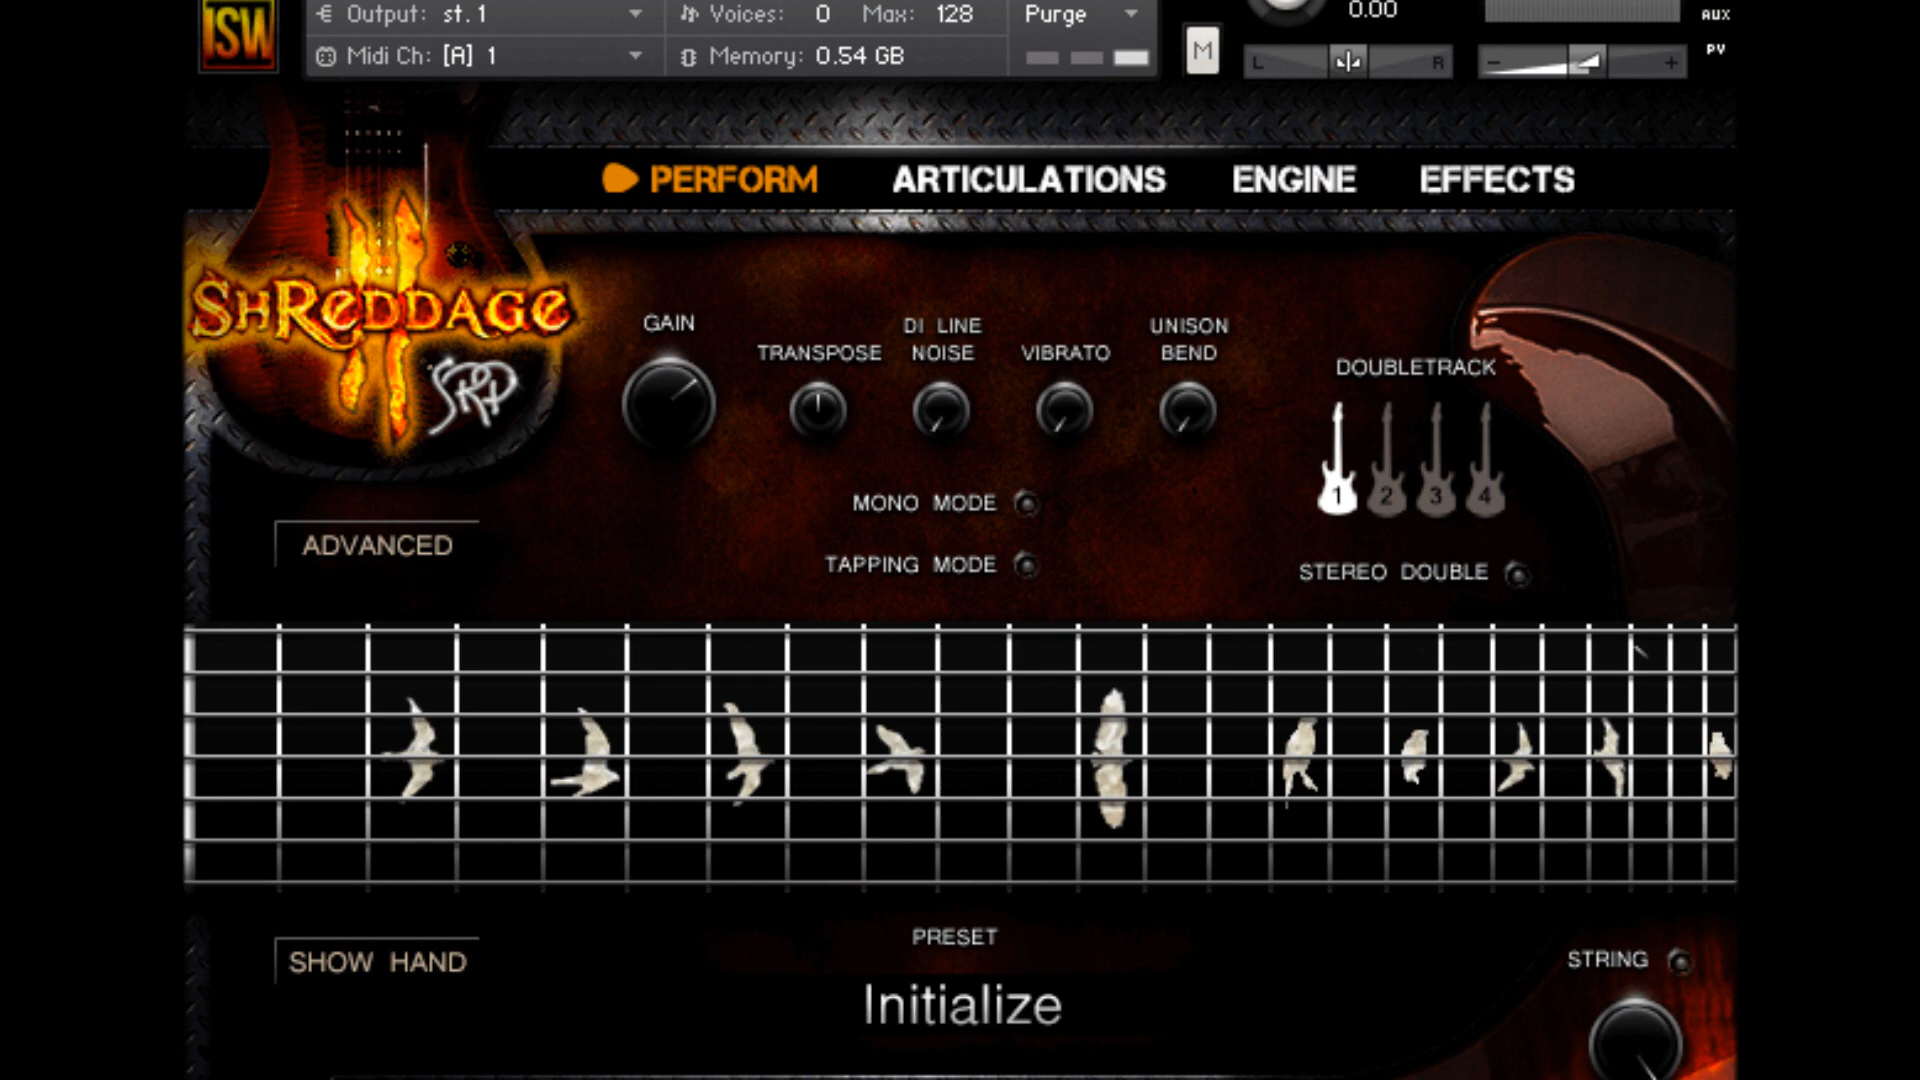 ISW
Output: st.1
Voices: 0 Max: 128
Purge
Midi Ch: [A] 1
Memory: 0.54 GB
M
0.00
L R
− +
AUX
PV
PERFORM ARTICULATIONS ENGINE EFFECTS
SHREDDAGE
II
SRP
GAIN
TRANSPOSE
DI LINE
NOISE
VIBRATO
UNISON
BEND
DOUBLETRACK
1 2 3 4
MONO MODE
TAPPING MODE
STEREO DOUBLE
ADVANCED
SHOW HAND
PRESET
Initialize
STRING